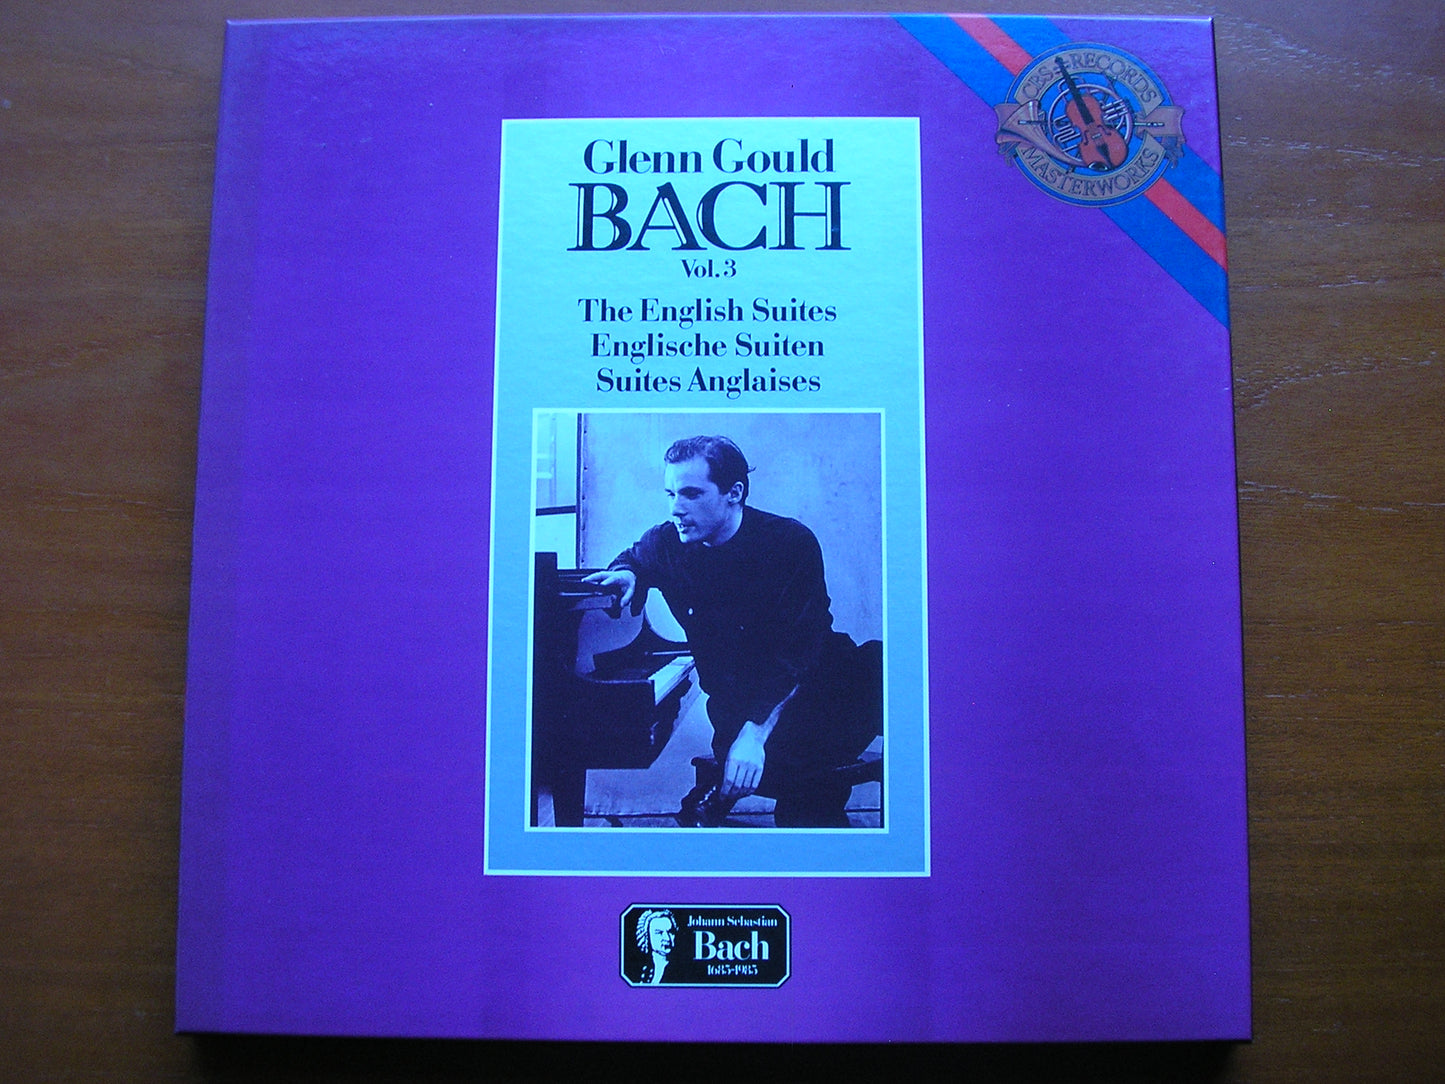 CBS RECORDS
MASTERWORKS
Glenn Gould
BACH
Vol. 3
The English Suites
Englische Suiten
Suites Anglaises
Johann Sebastian
Bach
1685-1985